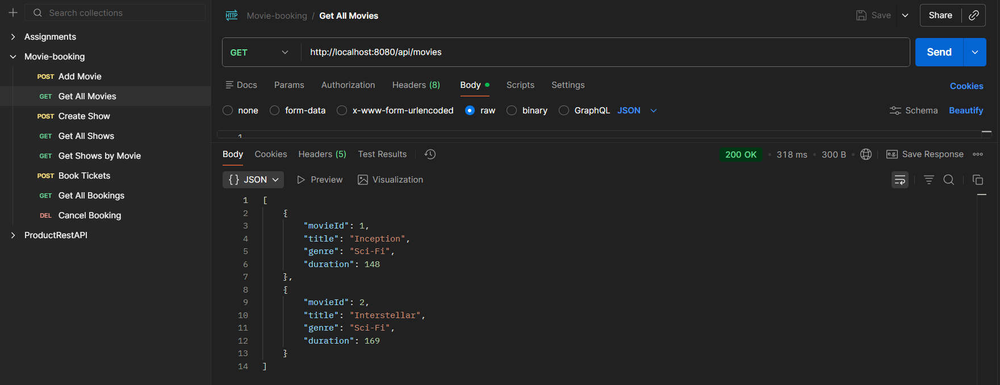 Search collections
Assignments
Movie-booking
POST Add Movie
GET Get All Movies
POST Create Show
GET Get All Shows
GET Get Shows by Movie
POST Book Tickets
GET Get All Bookings
DEL Cancel Booking
ProductRestAPI
HTTP Movie-booking / Get All Movies
Save
Share
GET http://localhost:8080/api/movies
Send
Docs Params Authorization Headers (8) Body Scripts Settings
Cookies
none form-data x-www-form-urlencoded raw binary GraphQL JSON
Schema Beautify
1
Body Cookies Headers (5) Test Results
200 OK • 318 ms • 300 B • e.g. Save Response
{} JSON Preview Visualization
1 [
2 {
3 "movieId": 1,
4 "title": "Inception",
5 "genre": "Sci-Fi",
6 "duration": 148
7 },
8 {
9 "movieId": 2,
10 "title": "Interstellar",
11 "genre": "Sci-Fi",
12 "duration": 169
13 }
14 ]